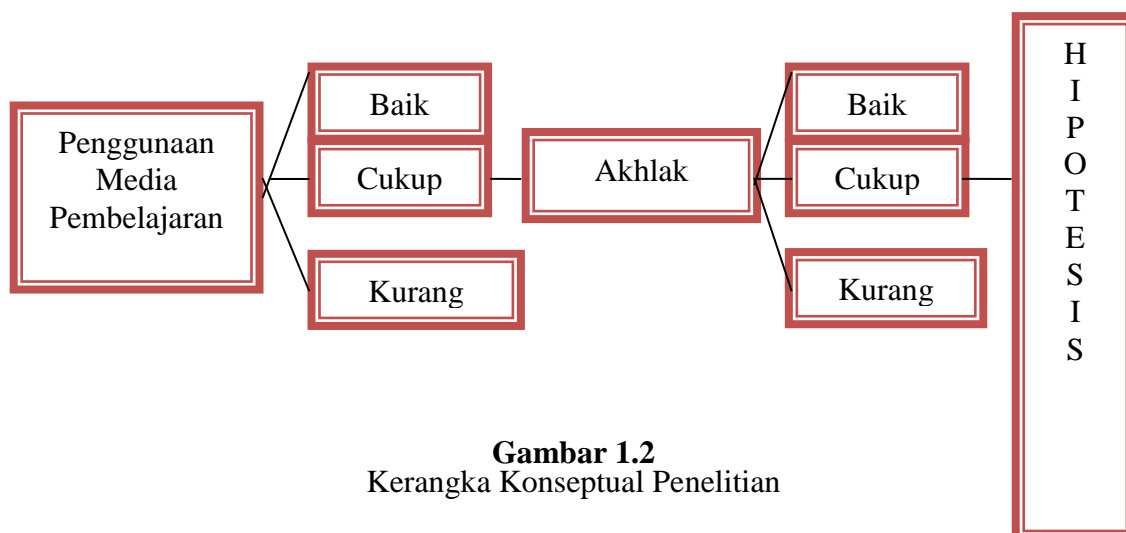 Penggunaan
Media
Pembelajaran
Baik
Cukup
Kurang
Akhlak
Baik
Cukup
Kurang
H
I
P
O
T
E
S
I
S
Gambar 1.2
Kerangka Konseptual Penelitian